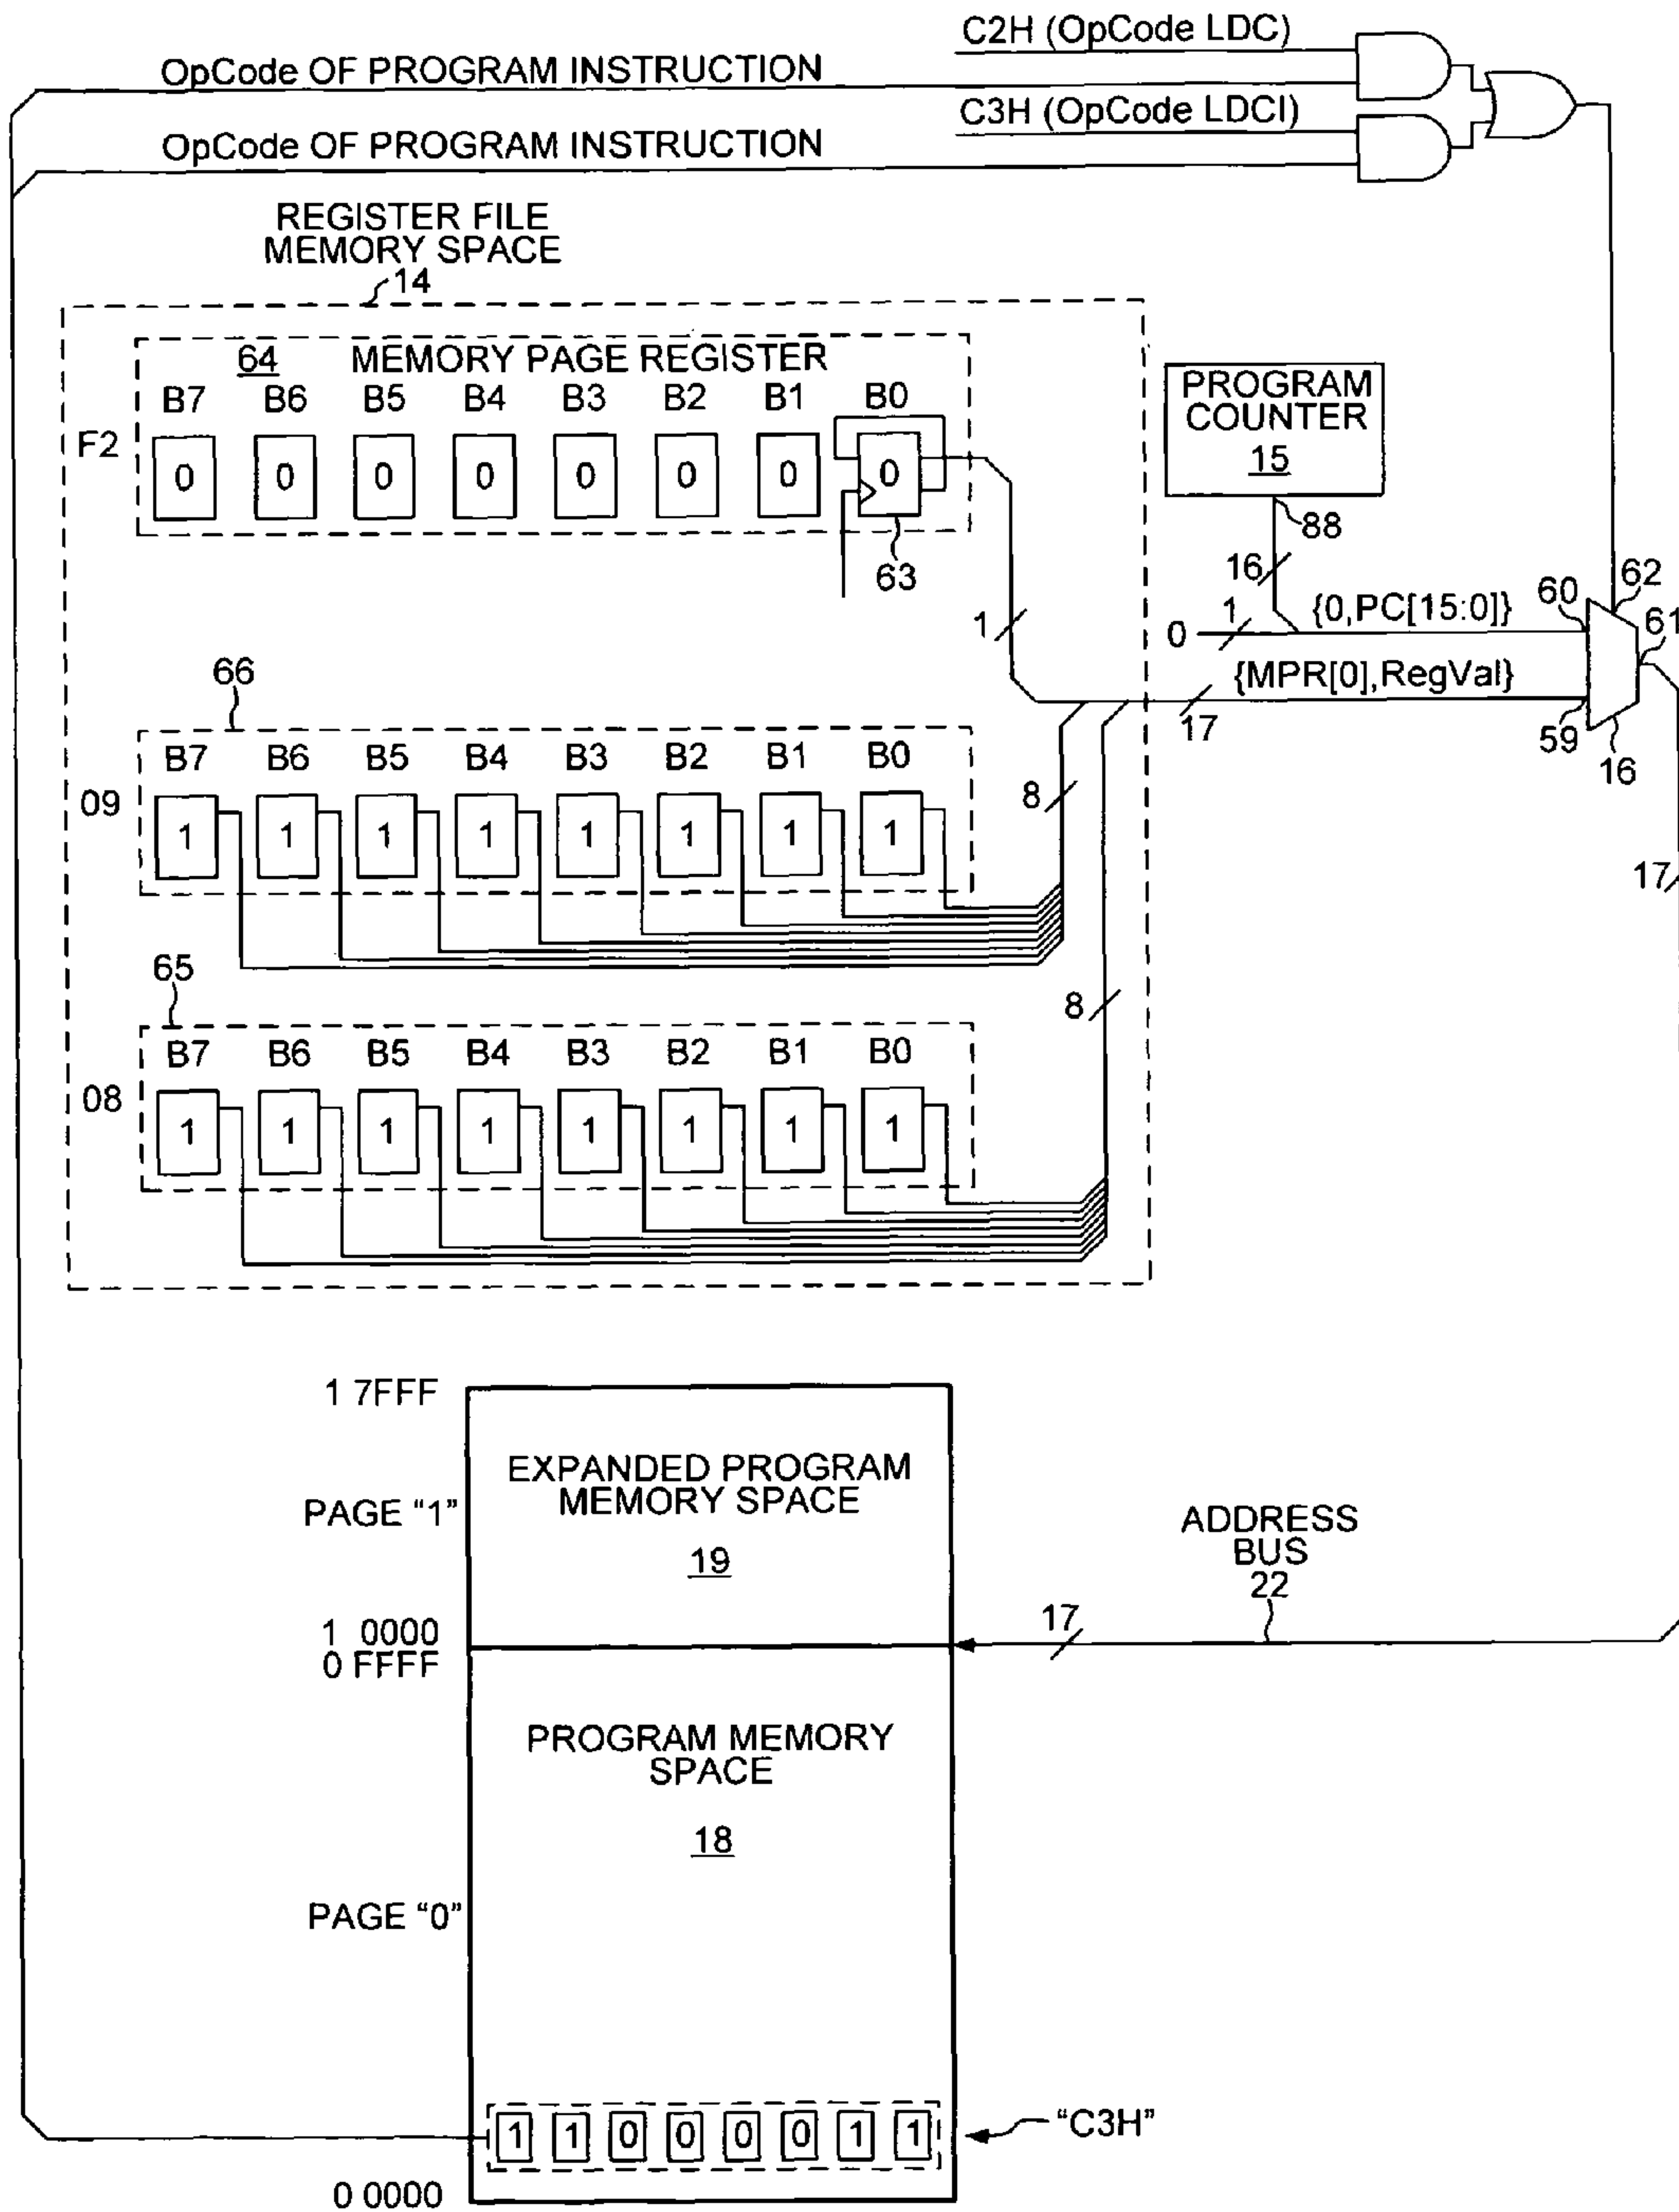 C2H (OpCode LDC)
OpCode OF PROGRAM INSTRUCTION
C3H (OpCode LDCI)
OpCode OF PROGRAM INSTRUCTION
REGISTER FILE
MEMORY SPACE
14
64 MEMORY PAGE REGISTER
B7 B6 B5 B4 B3 B2 B1 B0
F2
0 0 0 0 0 0 0 0
63
PROGRAM
COUNTER
15
88
16
1
0 1 {0,PC[15:0]} 60 62 61
{MPR[0],RegVal}
17
59
16
17
66
B7 B6 B5 B4 B3 B2 B1 B0
09
1 1 1 1 1 1 1 1
8
65
B7 B6 B5 B4 B3 B2 B1 B0
08
1 1 1 1 1 1 1 1
8
1 7FFF
EXPANDED PROGRAM
MEMORY SPACE
19
PAGE “1”
ADDRESS
BUS
22
17
1 0000
0 FFFF
PROGRAM MEMORY
SPACE
18
PAGE “0”
1 1 0 0 0 0 1 1
“C3H”
0 0000